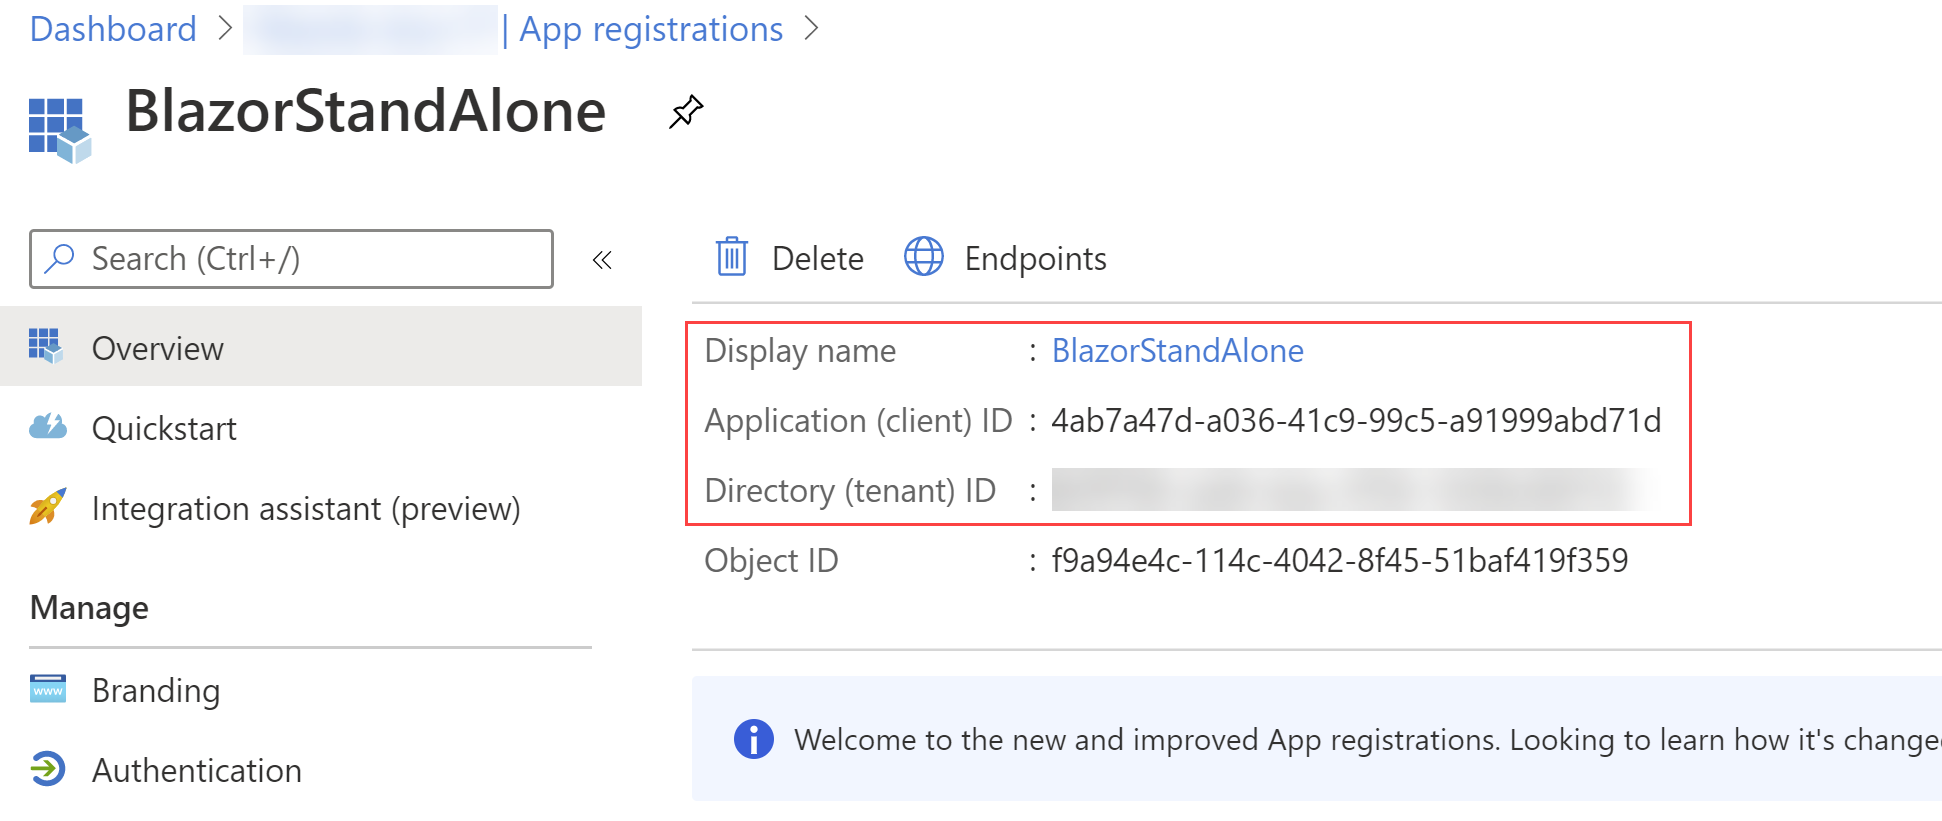 Dashboard > | App registrations >
BlazorStandAlone
Search (Ctrl+/)
«
Delete
Endpoints
Overview
Quickstart
Integration assistant (preview)
Manage
www
Branding
Authentication
Display name : BlazorStandAlone
Application (client) ID : 4ab7a47d-a036-41c9-99c5-a91999abd71d
Directory (tenant) ID :
Object ID : f9a94e4c-114c-4042-8f45-51baf419f359
Welcome to the new and improved App registrations. Looking to learn how it's change